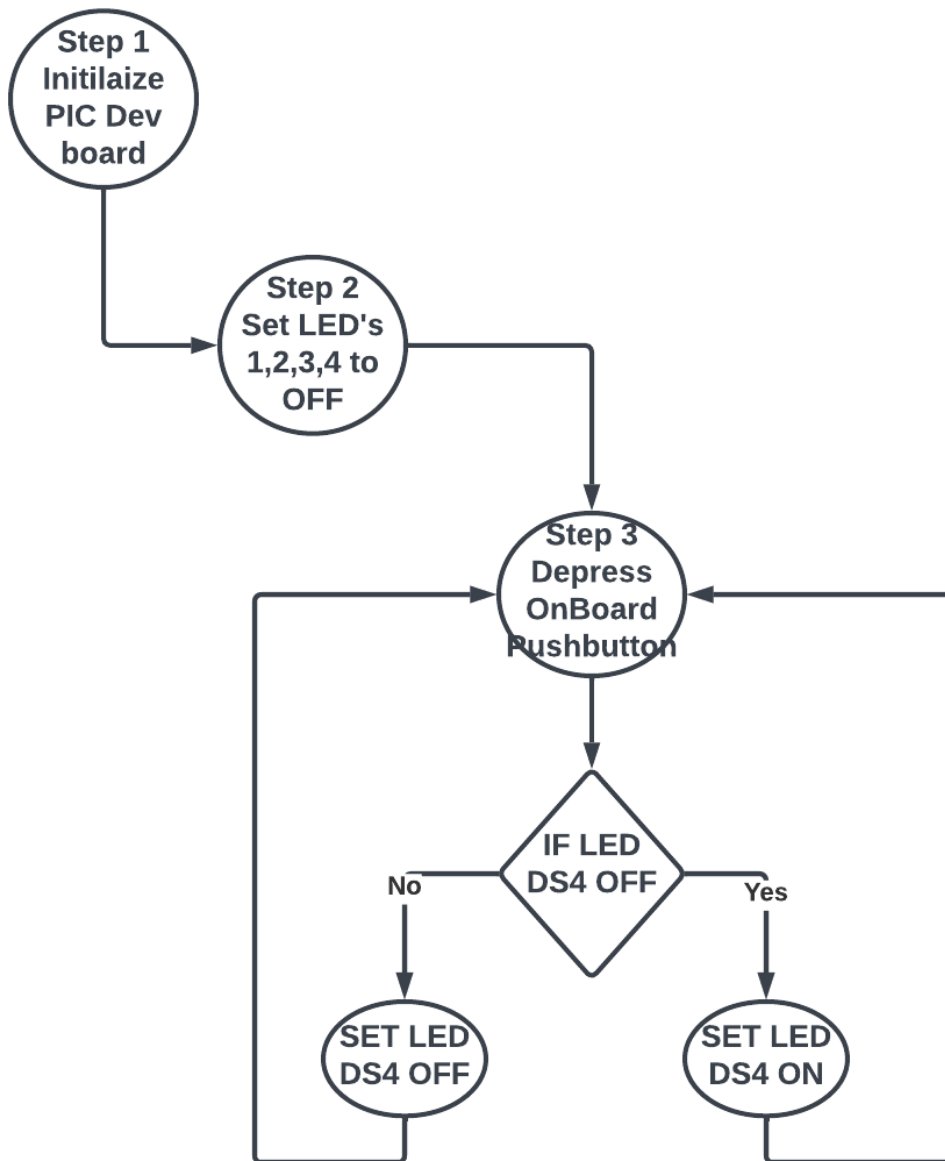 Step 1
Initilaize
PIC Dev
board
Step 2
Set LED's
1,2,3,4 to
OFF
Step 3
Depress
OnBoard
Pushbutton
IF LED
DS4 OFF
No
Yes
SET LED
DS4 OFF
SET LED
DS4 ON